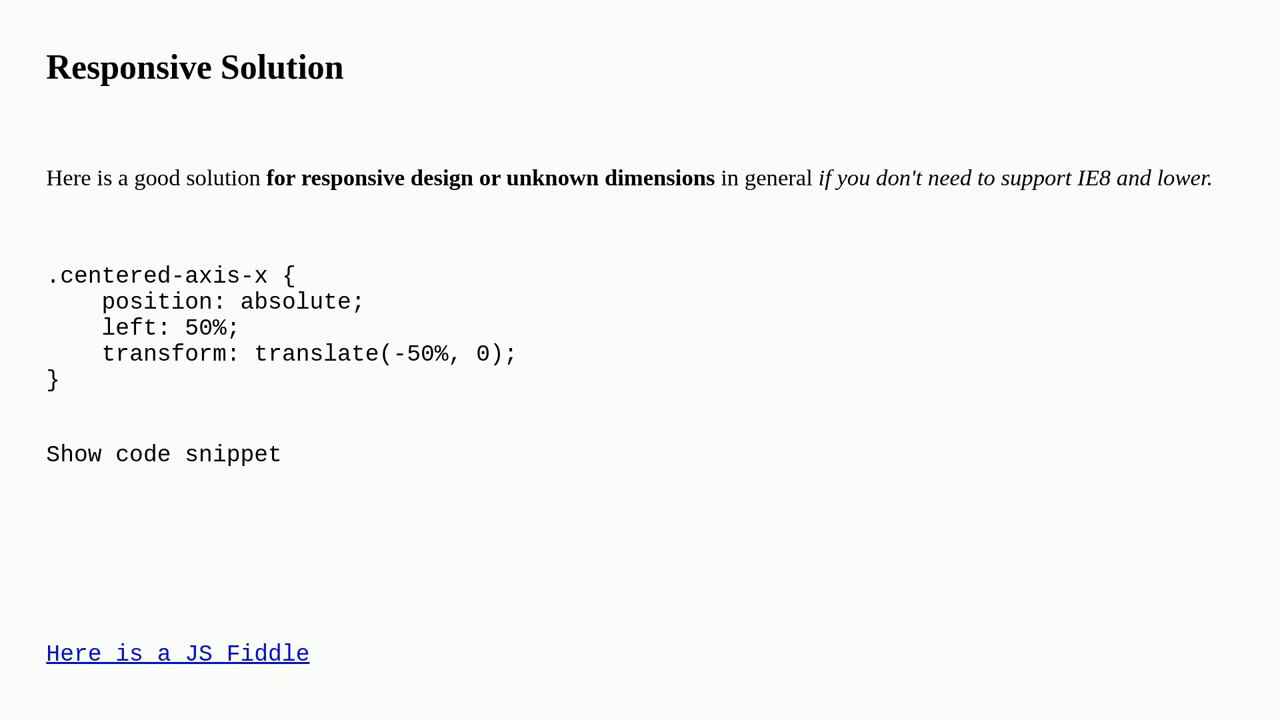 Responsive Solution
Here is a good solution for responsive design or unknown dimensions in general if you don't need to support IE8 and lower.
.centered-axis-x {
    position: absolute;
    left: 50%;
    transform: translate(-50%, 0);
}
Show code snippet
Here is a JS Fiddle